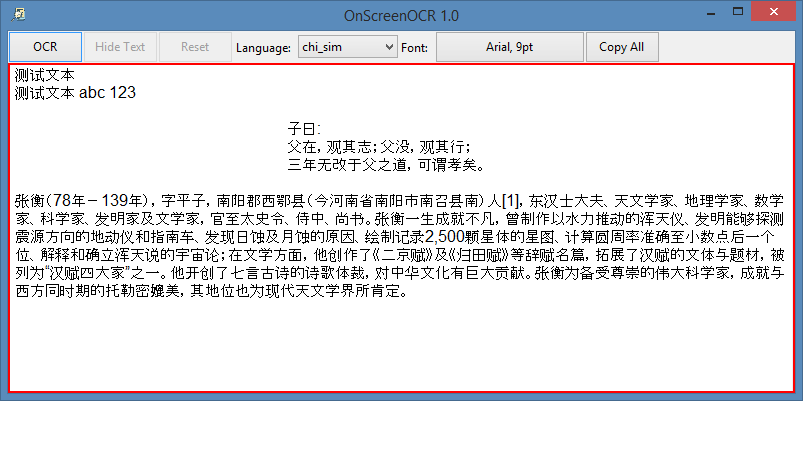 OnScreenOCR 1.0
OCR Hide Text Reset Language: chi_sim Font: Arial, 9pt Copy All
测试文本
测试文本 abc 123
子曰：
父在，观其志；父没，观其行；
三年无改于父之道，可谓孝矣。
张衡（78年－139年），字平子，南阳郡西鄂县（今河南省南阳市南召县南）人[1]，东汉士大夫、天文学家、地理学家、数学
家、科学家、发明家及文学家，官至太史令、侍中、尚书。张衡一生成就不凡，曾制作以水力推动的浑天仪、发明能够探测
震源方向的地动仪和指南车、发现日蚀及月蚀的原因、绘制记录2,500颗星体的星图、计算圆周率准确至小数点后一个
位、解释和确立浑天说的宇宙论；在文学方面，他创作了《二京赋》及《归田赋》等辞赋名篇，拓展了汉赋的文体与题材，被
列为“汉赋四大家”之一。他开创了七言古诗的诗歌体裁，对中华文化有巨大贡献。张衡为备受尊崇的伟大科学家，成就与
西方同时期的托勒密媲美，其地位也为现代天文学界所肯定。